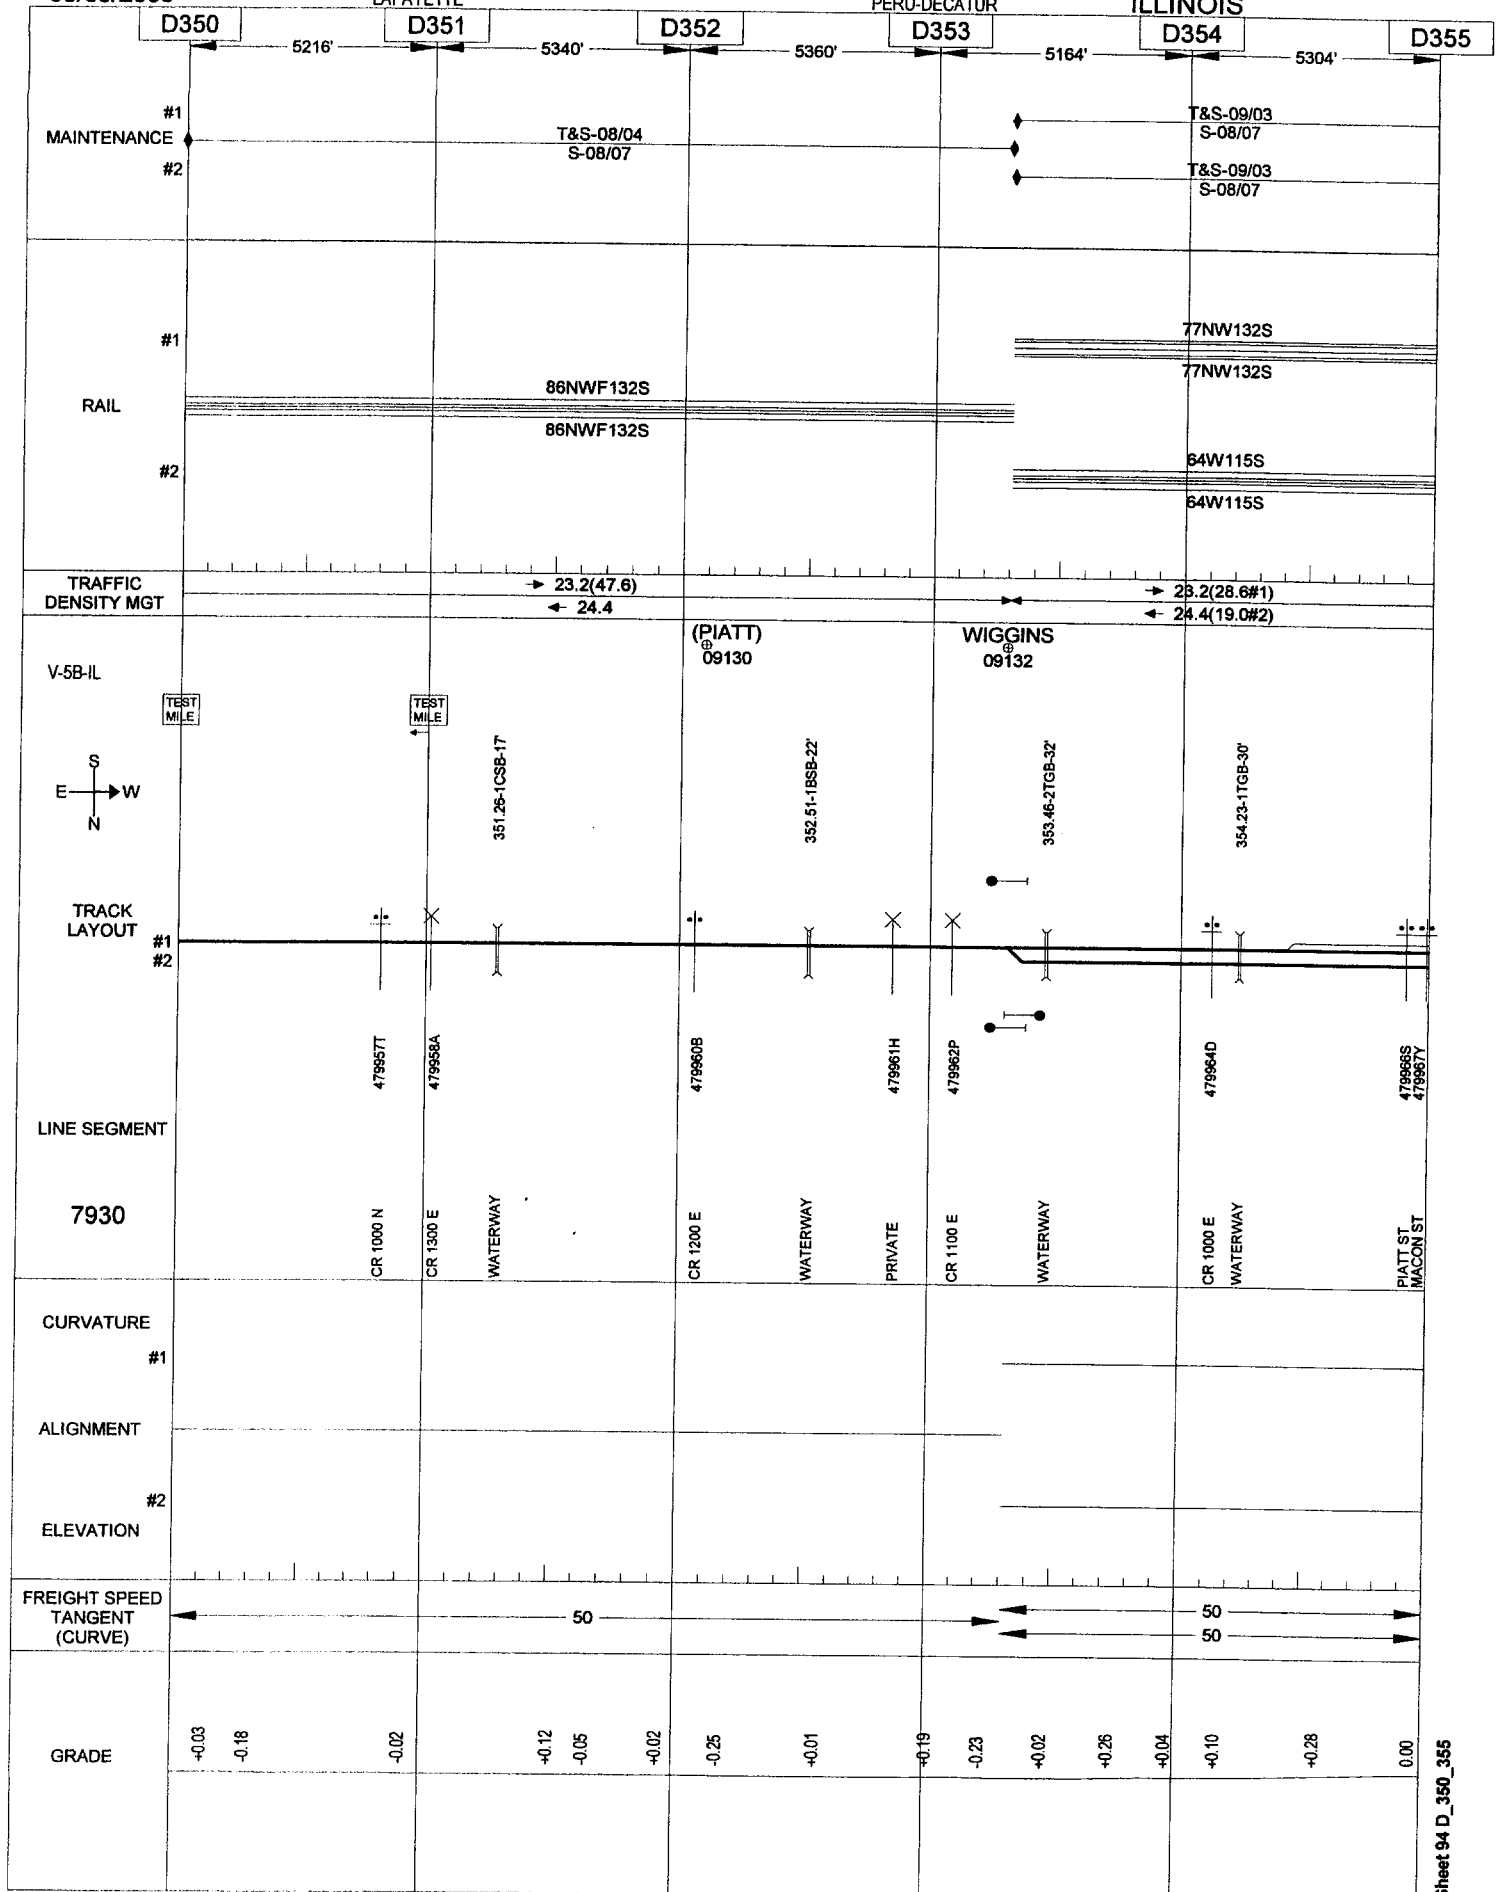 LAFAYETTE
PERU-DECATUR
ILLINOIS
D350 D351 D352 D353 D354 D355
5216' 5340' 5360' 5164' 5304'
#1
MAINTENANCE
#2
T&S-08/04
S-08/07
T&S-09/03
S-08/07
T&S-09/03
S-08/07
#1
RAIL
#2
86NWF132S
86NWF132S
77NW132S
77NW132S
64W115S
64W115S
TRAFFIC
DENSITY MGT
23.2(47.6)
24.4
23.2(28.6#1)
24.4(19.0#2)
(PIATT)
09130
WIGGINS
09132
V-5B-IL
TEST
MILE
TEST
MILE
S
E W
N
351.26-1CSB-17'
352.51-1BSB-22'
353.46-2TGB-32'
354.23-1TGB-30'
TRACK
LAYOUT
#1
#2
479957T
479958A
479960B
479961H
479962P
479964D
479966S
479967Y
LINE SEGMENT
7930
CR 1000 N
CR 1300 E
WATERWAY
CR 1200 E
WATERWAY
PRIVATE
CR 1100 E
WATERWAY
CR 1000 E
WATERWAY
PIATT ST
MACON ST
CURVATURE
#1
ALIGNMENT
#2
ELEVATION
FREIGHT SPEED
TANGENT
(CURVE)
50
50
50
GRADE
+0.03
-0.18
-0.02
+0.12
-0.05
+0.02
-0.25
+0.01
+0.19
-0.23
+0.02
+0.26
+0.04
+0.10
+0.28
0.00
Sheet 94 D_350_355